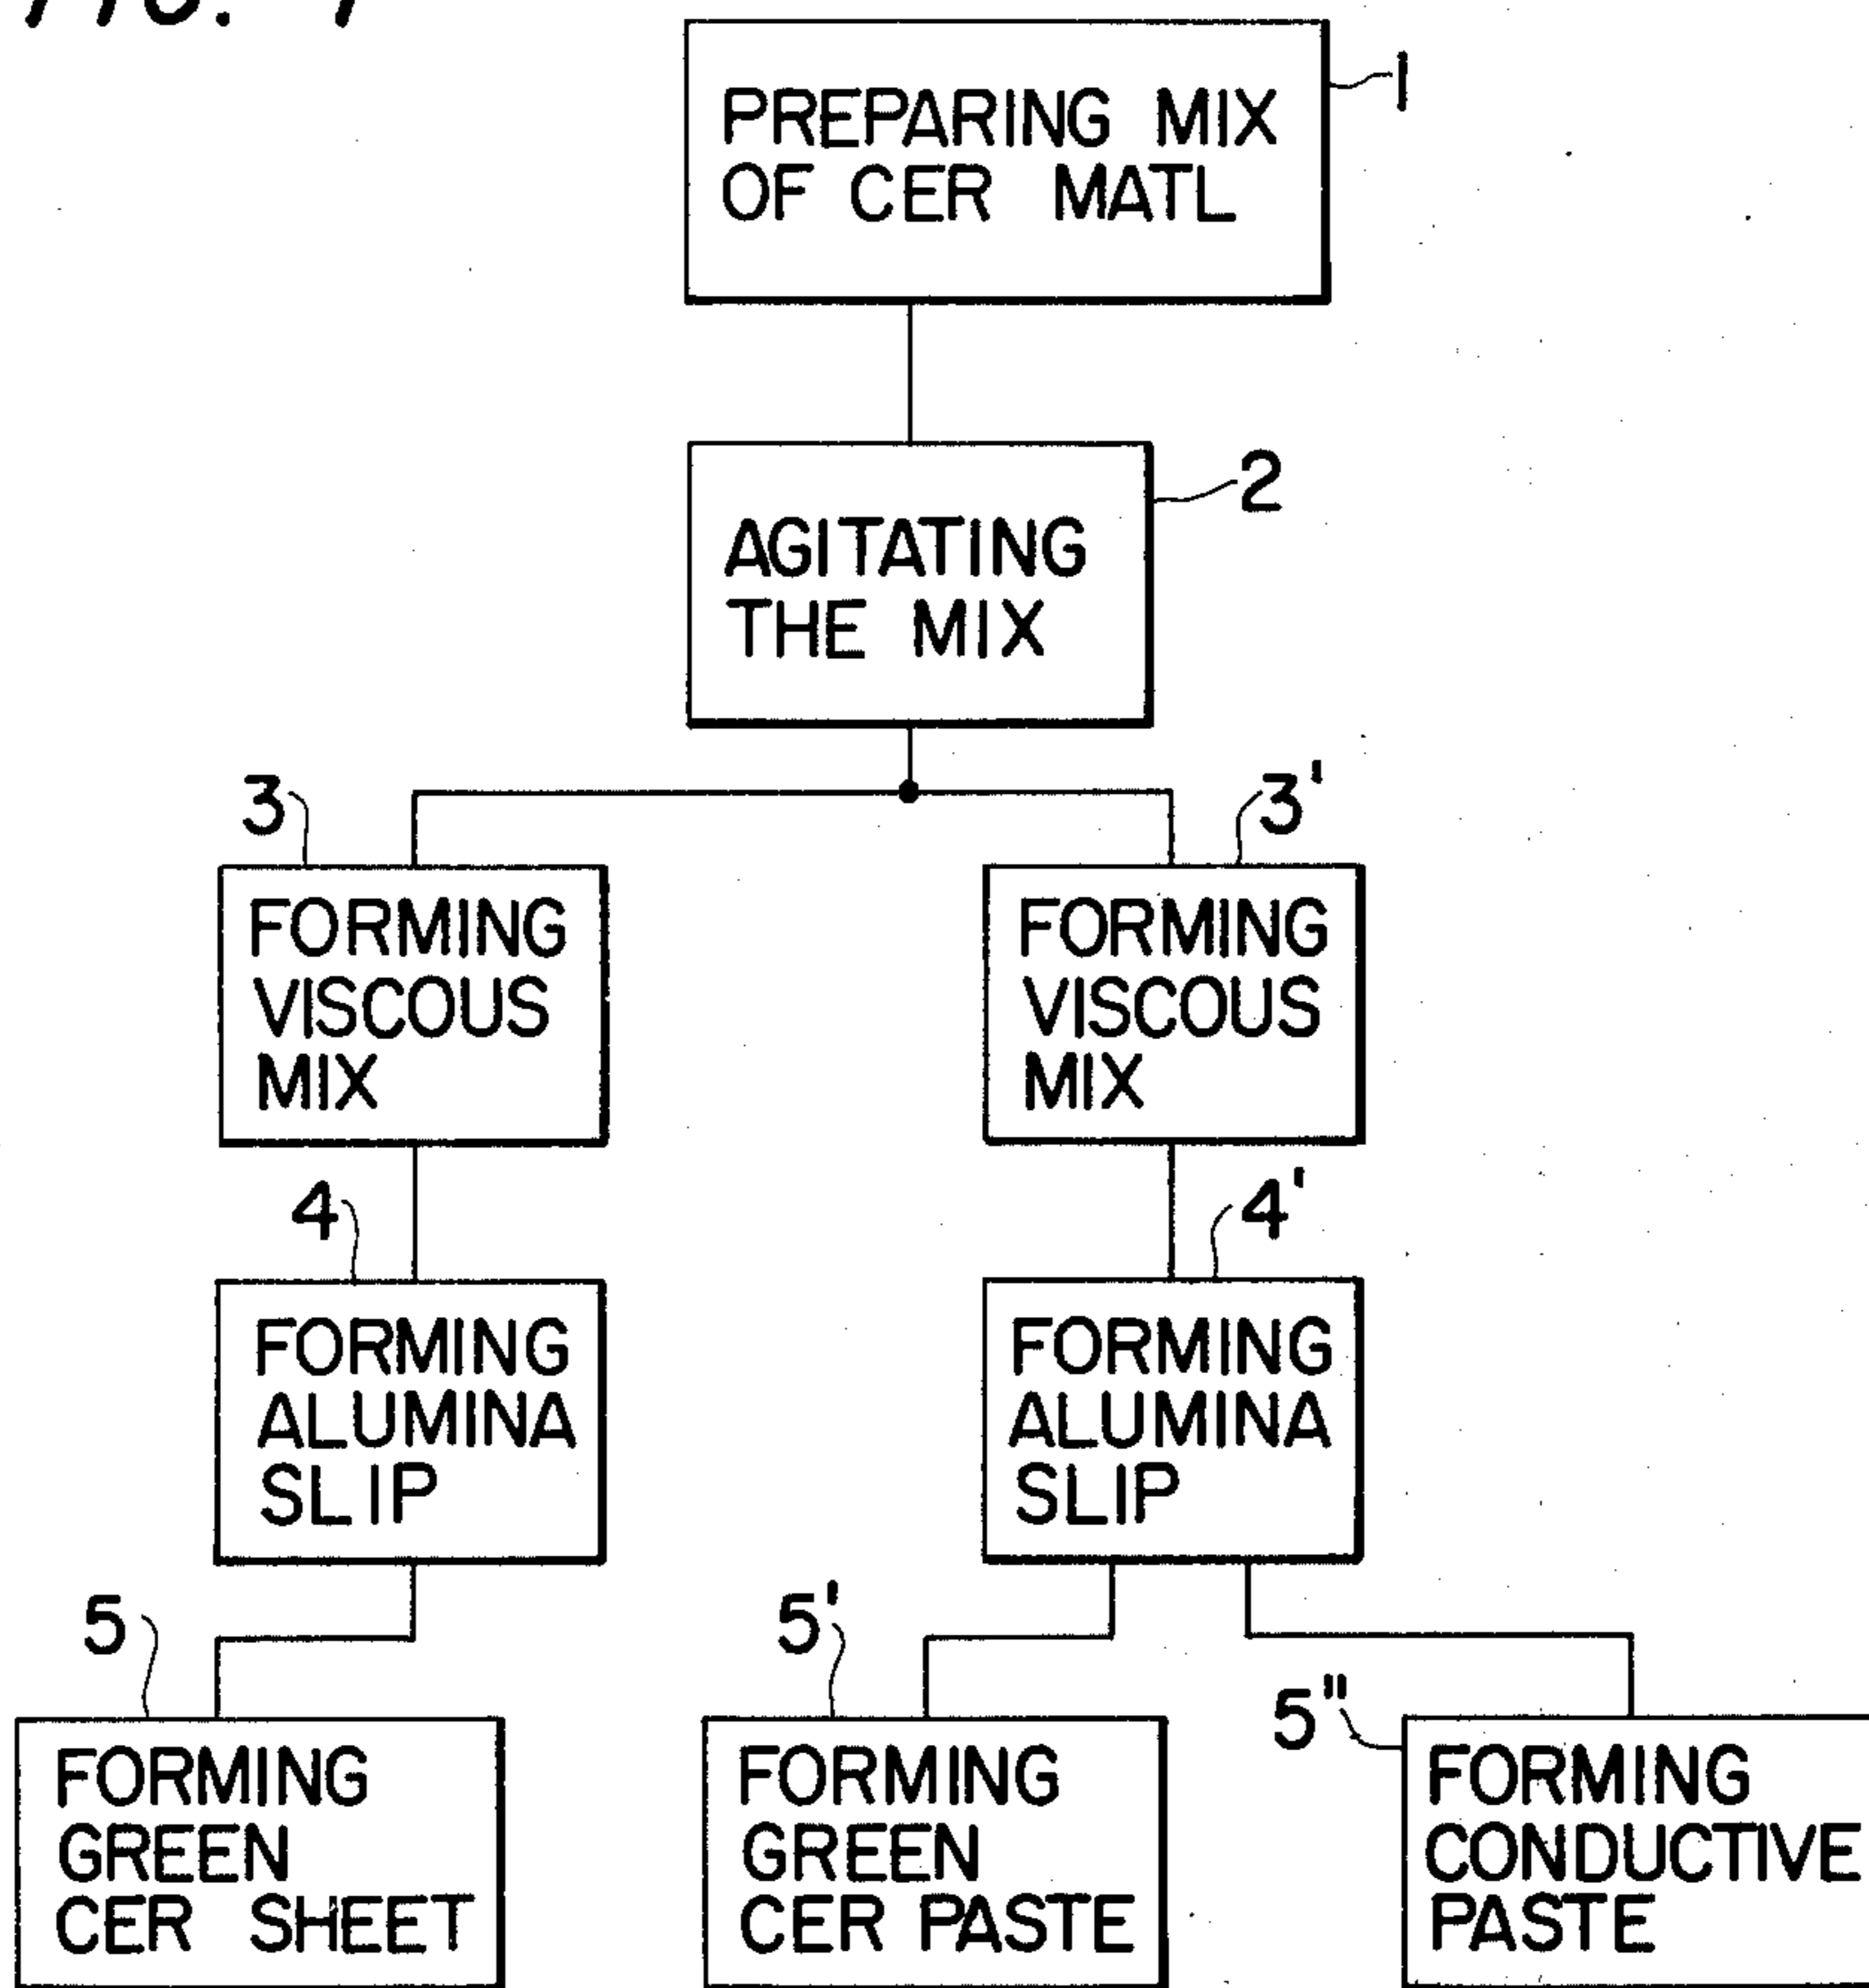 FIG. 1
PREPARING MIX
OF CER MATL
1
AGITATING
THE MIX
2
3
FORMING
VISCOUS
MIX
3'
FORMING
VISCOUS
MIX
4
FORMING
ALUMINA
SLIP
4'
FORMING
ALUMINA
SLIP
5
FORMING
GREEN
CER SHEET
5'
FORMING
GREEN
CER PASTE
5"
FORMING
CONDUCTIVE
PASTE